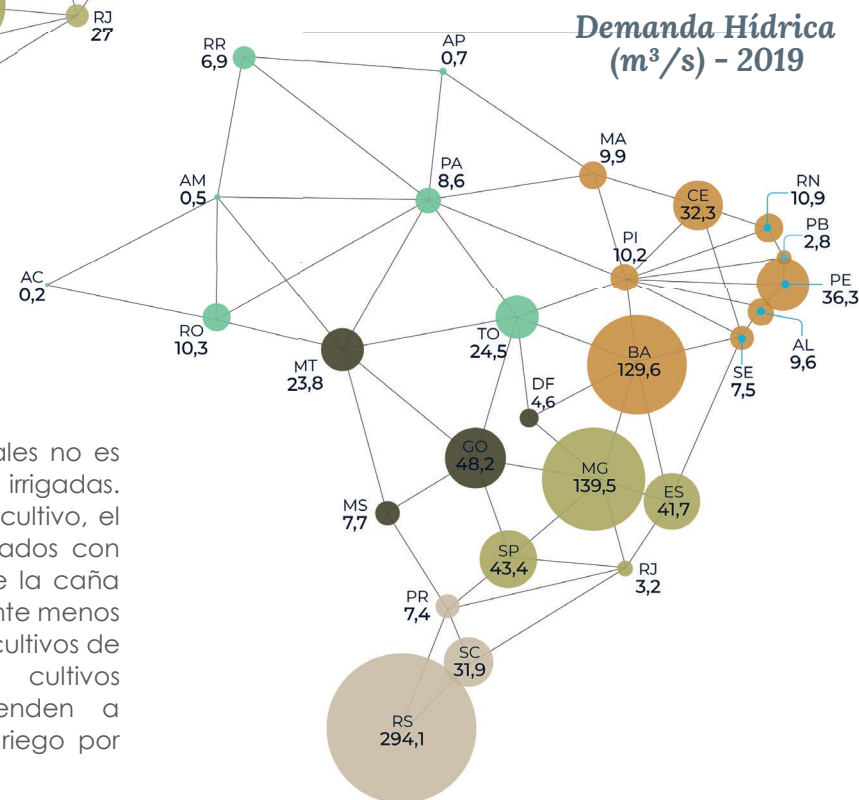 RJ
27
Demanda Hídrica
(m³/s) - 2019
RR
6,9
AP
0,7
MA
9,9
PA
8,6
CE
32,3
RN
10,9
AM
0,5
PB
2,8
PI
10,2
PE
36,3
AC
0,2
RO
10,3
TO
24,5
MT
23,8
BA
129,6
AL
9,6
SE
7,5
DF
4,6
GO
48,2
MG
139,5
ES
41,7
MS
7,7
SP
43,4
RJ
3,2
PR
7,4
SC
31,9
RS
294,1
ales no es
irrigadas.
cultivo, el
ados con
e la caña
nte menos
cultivos de
cultivos
enden a
riego por